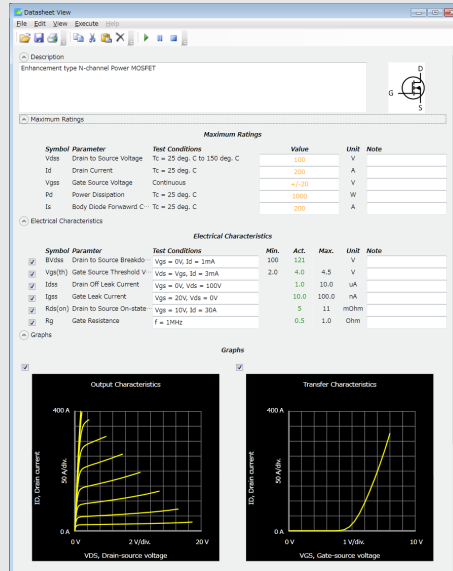 Datasheet View
File Edit View Execute Help
Description
Enhancement type N-channel Power MOSFET
D
G
S
Maximum Ratings
Maximum Ratings
Symbol Parameter Test Conditions Value Unit Note
Vdss Drain to Source Voltage Tc = 25 deg. C to 150 deg. C 100 V
Id Drain Current Tc = 25 deg. C 200 A
Vgss Gate Source Voltage Continuous +/-20 V
Pd Power Dissipation Tc = 25 deg. C 1000 W
Is Body Diode Forwawrd C··· Tc = 25 deg. C 200 A
Electrical Characteristics
Electrical Characteristics
Symbol Paramter Test Conditions Min. Act. Max. Unit Note
BVdss Drain to Source Breakdo··· Vgs = 0V, Id = 1mA 100 121 V
Vgs(th) Gate Source Threshold V··· Vds = Vgs, Id = 3mA 2.0 4.0 4.5 V
Idss Drain Off Leak Current Vgs = 0V, Vds = 100V 1.0 10.0 uA
Igss Gate Leak Current Vgs = 20V, Vds = 0V 10.0 100.0 nA
Rds(on) Drain to Source On-state··· Vgs = 10V, Id = 30A 5 11 mOhm
Rg Gate Resistance f = 1MHz 0.5 1.0 Ohm
Graphs
Graphs
Output Characteristics
400 A
ID, Drain current
50 A/div.
0 A
0 V 2 V/div. 20 V
VDS, Drain-source voltage
Transfer Characteristics
400 A
ID, Drain current
50 A/div.
0 A
0 V 1 V/div. 10 V
VGS, Gate-source voltage